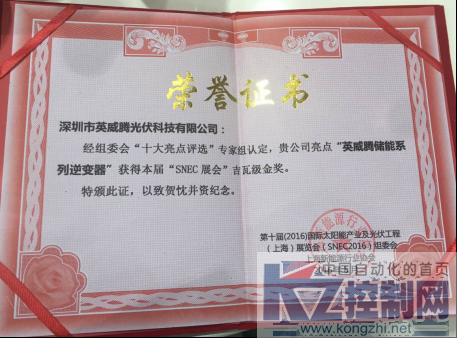 荣誉证书
深圳市英威腾光伏科技有限公司：
经组委会“十大亮点评选”专家组认定，贵公司亮点“英威腾储能系
列逆变器”获得本届“SNEC 展会”吉瓦级金奖。
特颁此证，以致贺忱并资纪念。
第十届(2016)国际太阳能产业及光伏工程
（上海）展览会（SNEC2016）组委会
上海新能源行业协会
中国自动化的首页
控制网
www.kongzhi.net